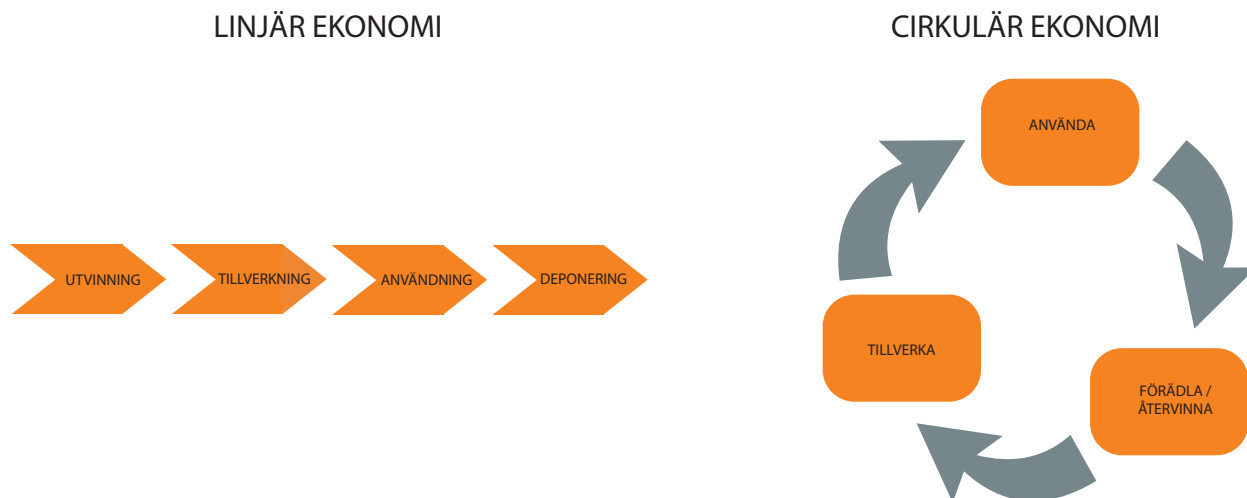 LINJÄR EKONOMI
CIRKULÄR EKONOMI
UTVINNING
TILLVERKNING
ANVÄNDNING
DEPONERING
ANVÄNDA
TILLVERKA
FÖRÄDLA /
ÅTERVINNA